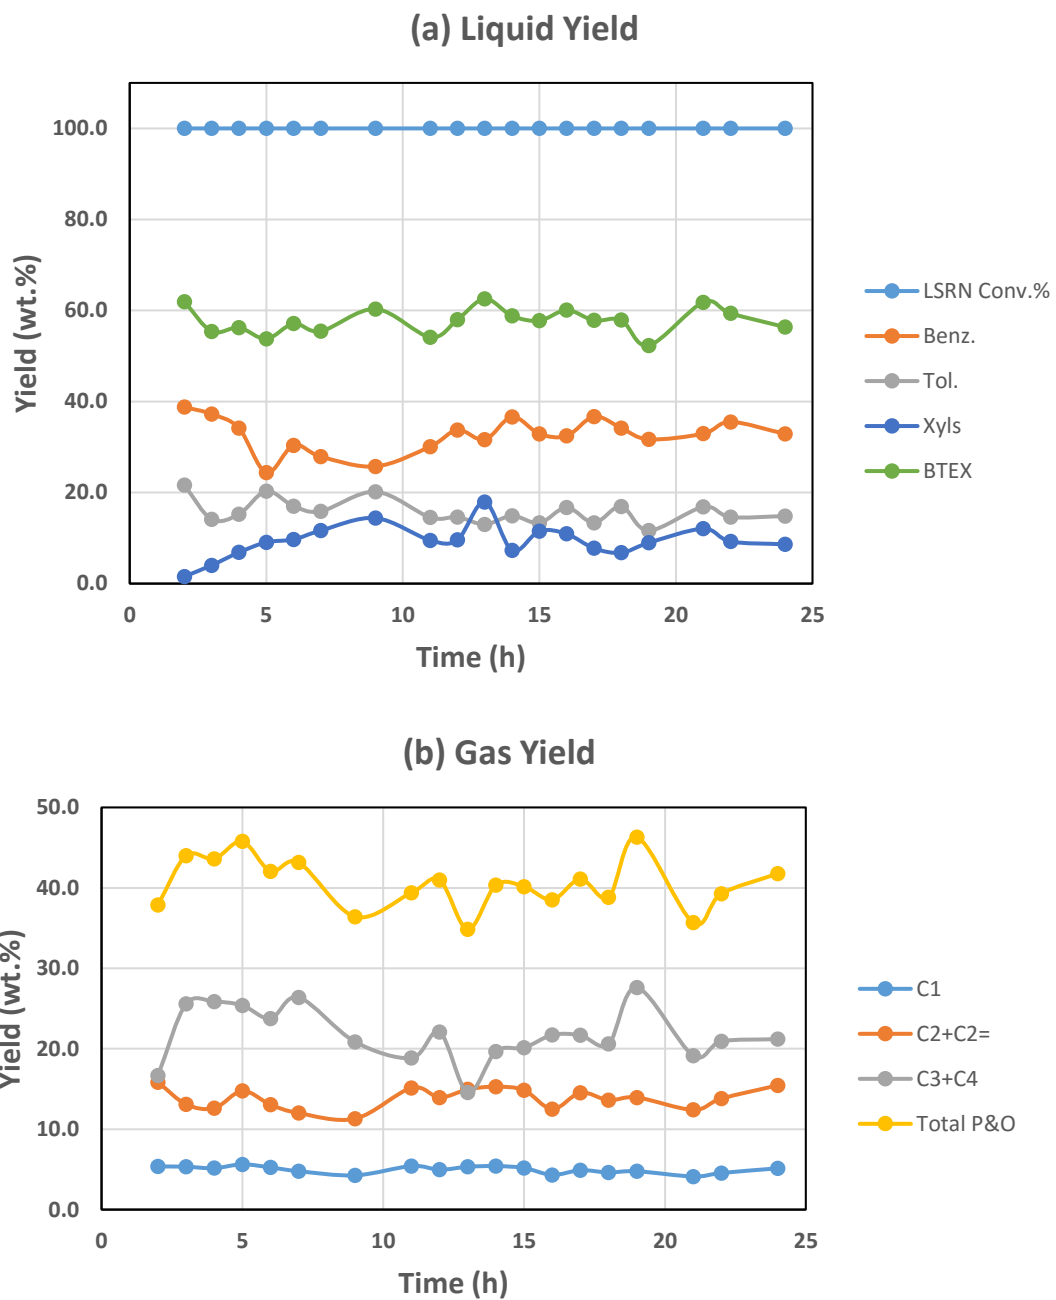 (a) Liquid Yield
100.0
80.0
60.0
40.0
20.0
0.0
Yield (wt.%)
0 5 10 15 20 25
Time (h)
LSRN Conv.%
Benz.
Tol.
Xyls
BTEX
(b) Gas Yield
50.0
40.0
30.0
20.0
10.0
0.0
Yield (wt.%)
0 5 10 15 20 25
Time (h)
C1
C2+C2=
C3+C4
Total P&O